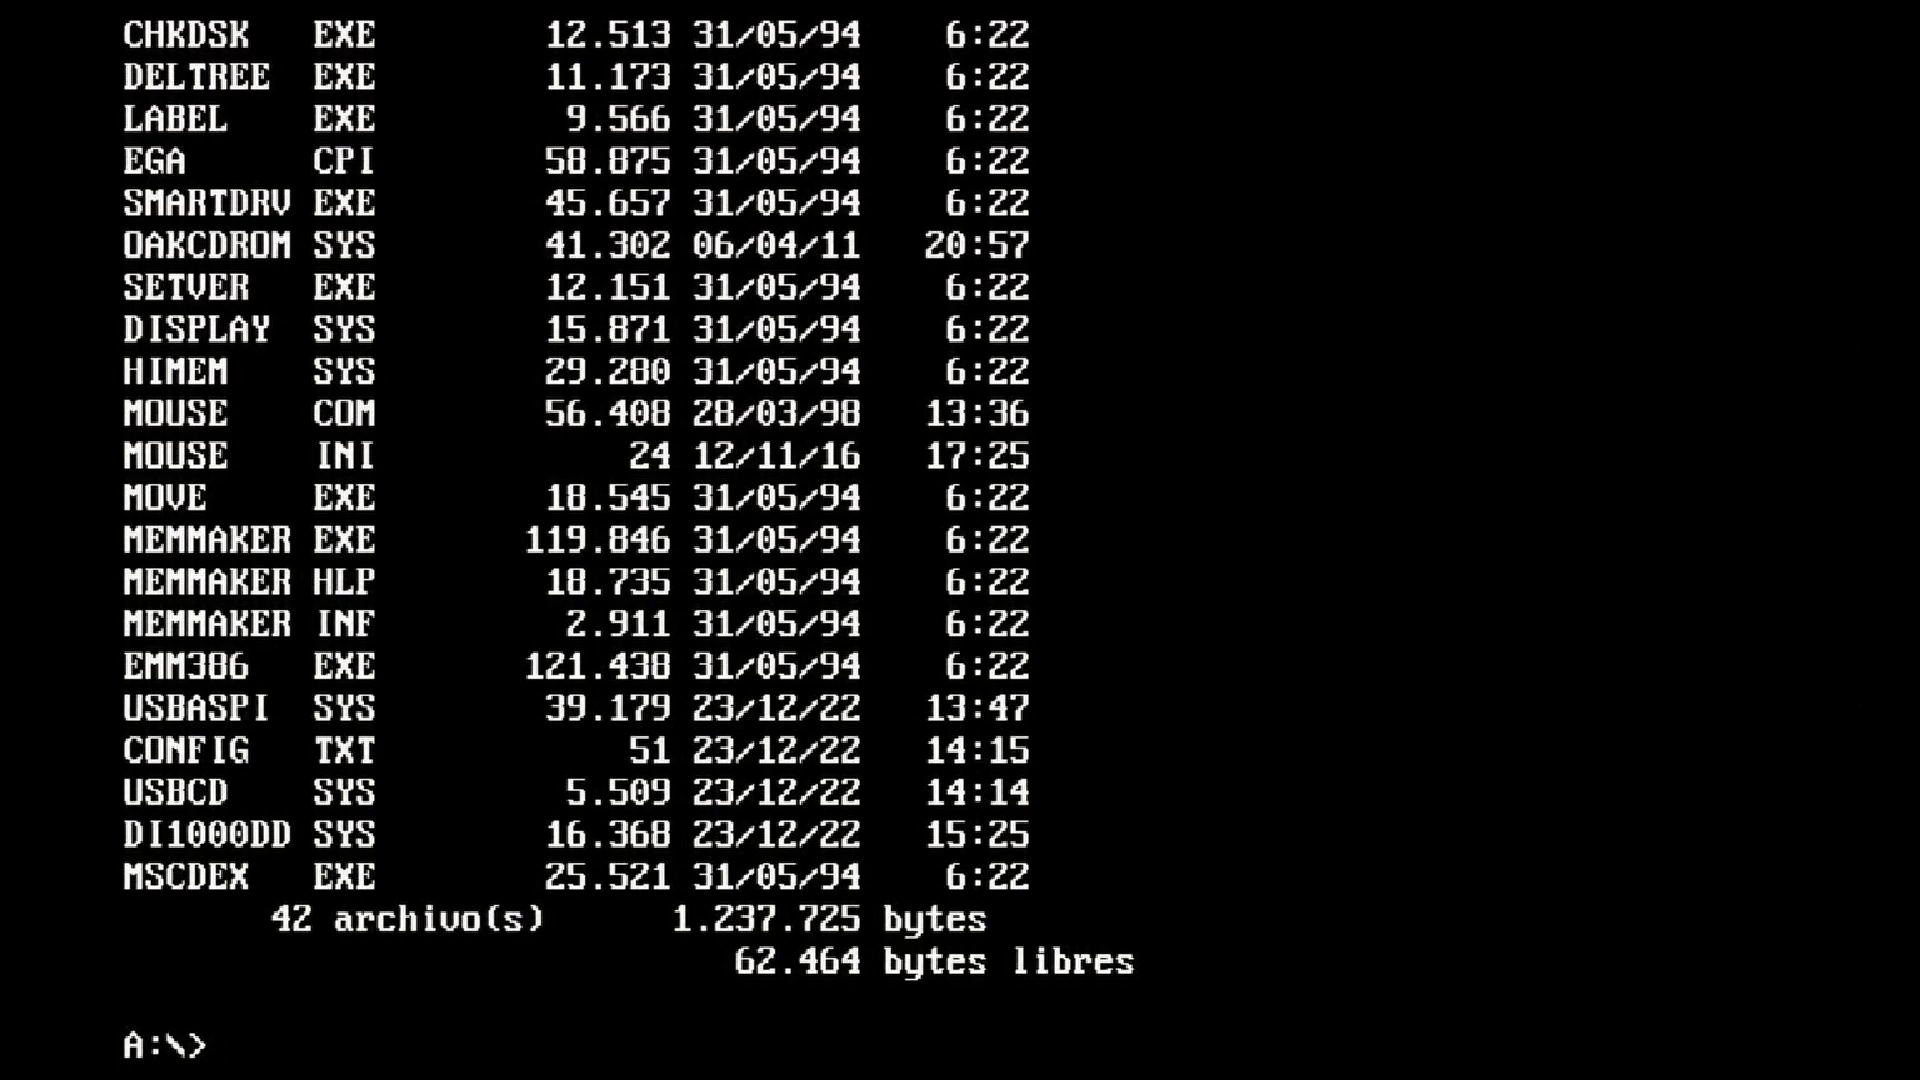 CHKDSK   EXE        12.513 31/05/94    6:22
DELTREE  EXE        11.173 31/05/94    6:22
LABEL    EXE         9.566 31/05/94    6:22
EGA      CPI        58.875 31/05/94    6:22
SMARTDRV EXE        45.657 31/05/94    6:22
OAKCDROM SYS        41.302 06/04/11   20:57
SETVER   EXE        12.151 31/05/94    6:22
DISPLAY  SYS        15.871 31/05/94    6:22
HIMEM    SYS        29.280 31/05/94    6:22
MOUSE    COM        56.408 28/03/98   13:36
MOUSE    INI            24 12/11/16   17:25
MOVE     EXE        18.545 31/05/94    6:22
MEMMAKER EXE       119.846 31/05/94    6:22
MEMMAKER HLP        18.735 31/05/94    6:22
MEMMAKER INF         2.911 31/05/94    6:22
EMM386   EXE       121.438 31/05/94    6:22
USBASPI  SYS        39.179 23/12/22   13:47
CONFIG   TXT            51 23/12/22   14:15
USBCD    SYS         5.509 23/12/22   14:14
DI1000DD SYS        16.368 23/12/22   15:25
MSCDEX   EXE        25.521 31/05/94    6:22
       42 archivo(s)      1.237.725 bytes
                             62.464 bytes libres
A:\>